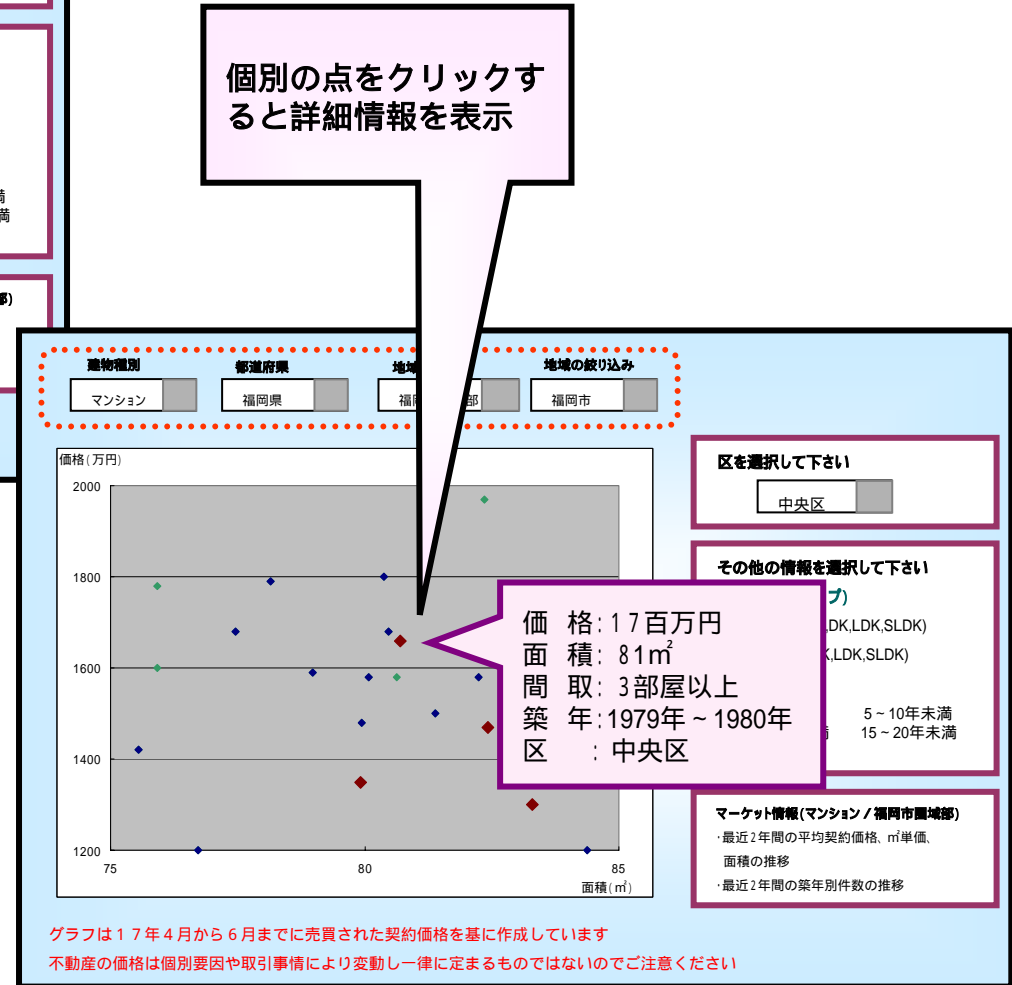 個別の点をクリックす
ると詳細情報を表示
満
満
部)
建物種別
都道府県
地域
地域の絞り込み
マンション
福岡県
福
部
福岡市
価格(万円)
2000
1800
1600
1400
1200
75
80
85
面積(㎡)
価 格:17百万円
面 積: 81㎡
間 取: 3部屋以上
築 年:1979年~1980年
区 : 中央区
区を選択して下さい
中央区
その他の情報を選択して下さい
プ)
DK,LDK,SLDK)
,LDK,SLDK)
5~10年未満
15~20年未満
マーケット情報(マンション / 福岡市圏域部)
・最近2年間の平均契約価格、㎡単価、
面積の推移
・最近2年間の築年別件数の推移
グラフは17年4月から6月までに売買された契約価格を基に作成しています
不動産の価格は個別要因や取引事情により変動し一律に定まるものではないのでご注意ください